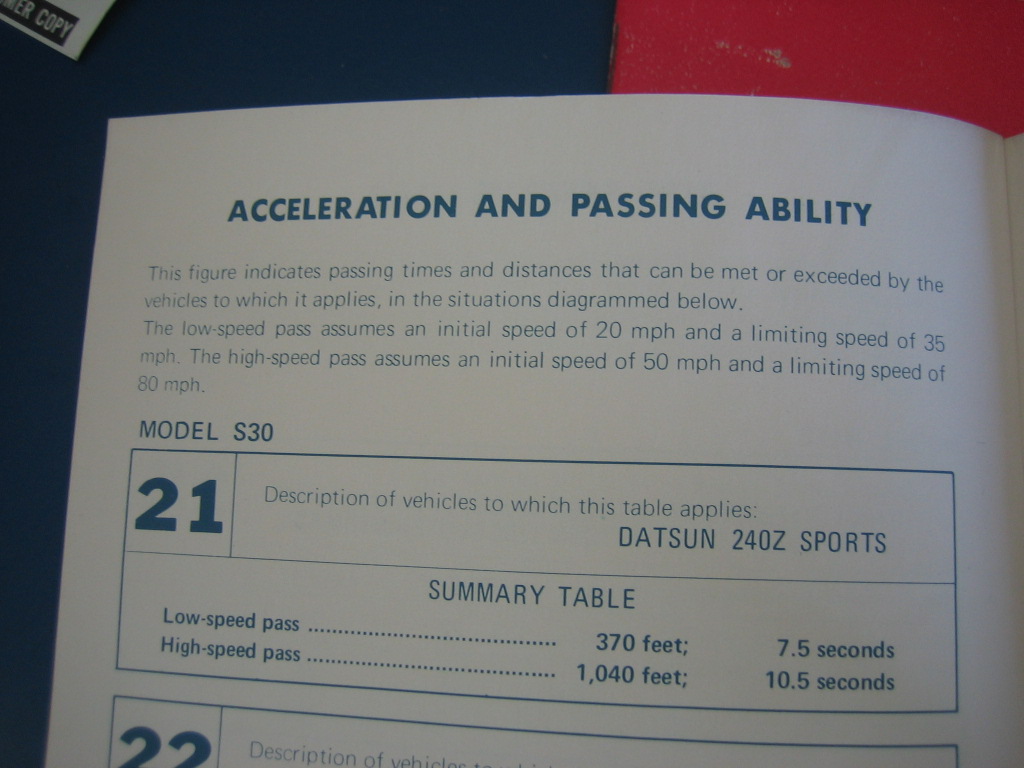 MER COPY
ACCELERATION AND PASSING ABILITY
This figure indicates passing times and distances that can be met or exceeded by the
vehicles to which it applies, in the situations diagrammed below.
The low-speed pass assumes an initial speed of 20 mph and a limiting speed of 35
mph. The high-speed pass assumes an initial speed of 50 mph and a limiting speed of
80 mph.
MODEL S30
21
Description of vehicles to which this table applies:
DATSUN 240Z SPORTS
SUMMARY TABLE
Low-speed pass ........................................ 370 feet; 7.5 seconds
High-speed pass ........................................ 1,040 feet; 10.5 seconds
22
Description of vehicles to